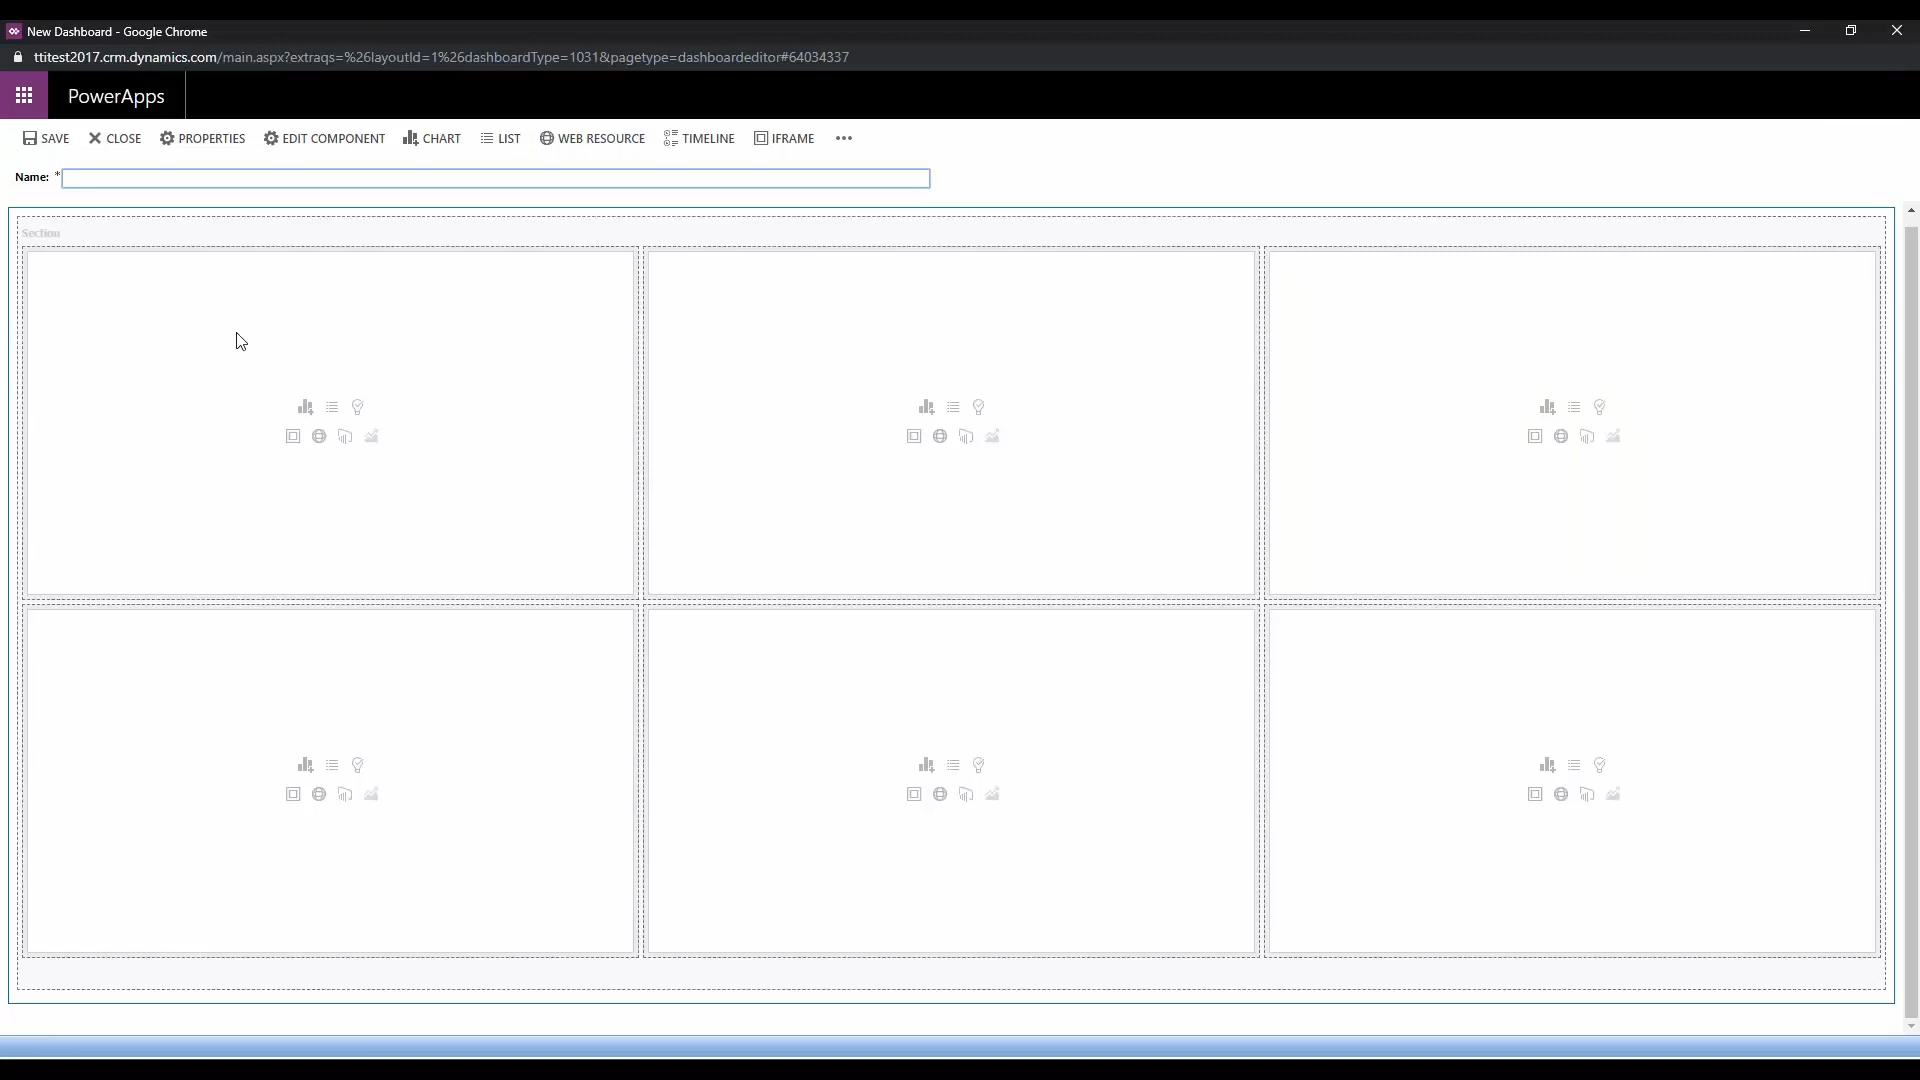 New Dashboard - Google Chrome
ttitest2017.crm.dynamics.com/main.aspx?extraqs=%26layoutId=1%26dashboardType=1031&pagetype=dashboardeditor#64034337
PowerApps
SAVE CLOSE PROPERTIES EDIT COMPONENT CHART LIST WEB RESOURCE TIMELINE IFRAME •••
Name: *
Section